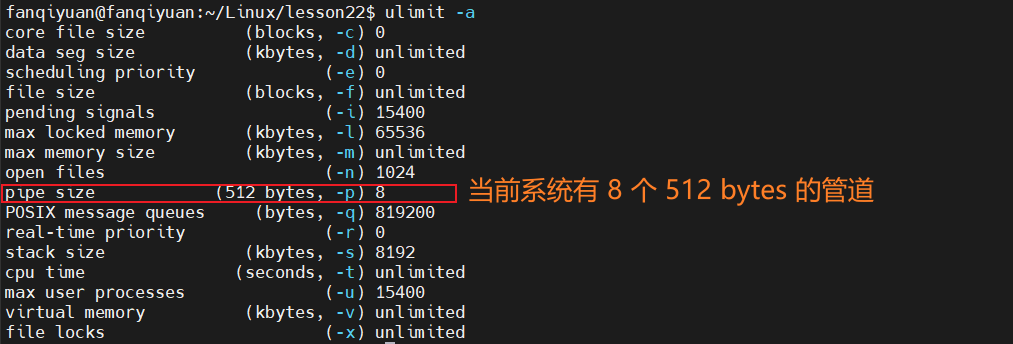 fanqiyuan@fanqiyuan:~/Linux/lesson22$ ulimit -a
core file size          (blocks, -c) 0
data seg size           (kbytes, -d) unlimited
scheduling priority             (-e) 0
file size               (blocks, -f) unlimited
pending signals                 (-i) 15400
max locked memory       (kbytes, -l) 65536
max memory size         (kbytes, -m) unlimited
open files                      (-n) 1024
pipe size            (512 bytes, -p) 8 当前系统有 8 个 512 bytes 的管道
POSIX message queues     (bytes, -q) 819200
real-time priority              (-r) 0
stack size              (kbytes, -s) 8192
cpu time               (seconds, -t) unlimited
max user processes              (-u) 15400
virtual memory          (kbytes, -v) unlimited
file locks                      (-x) unlimited